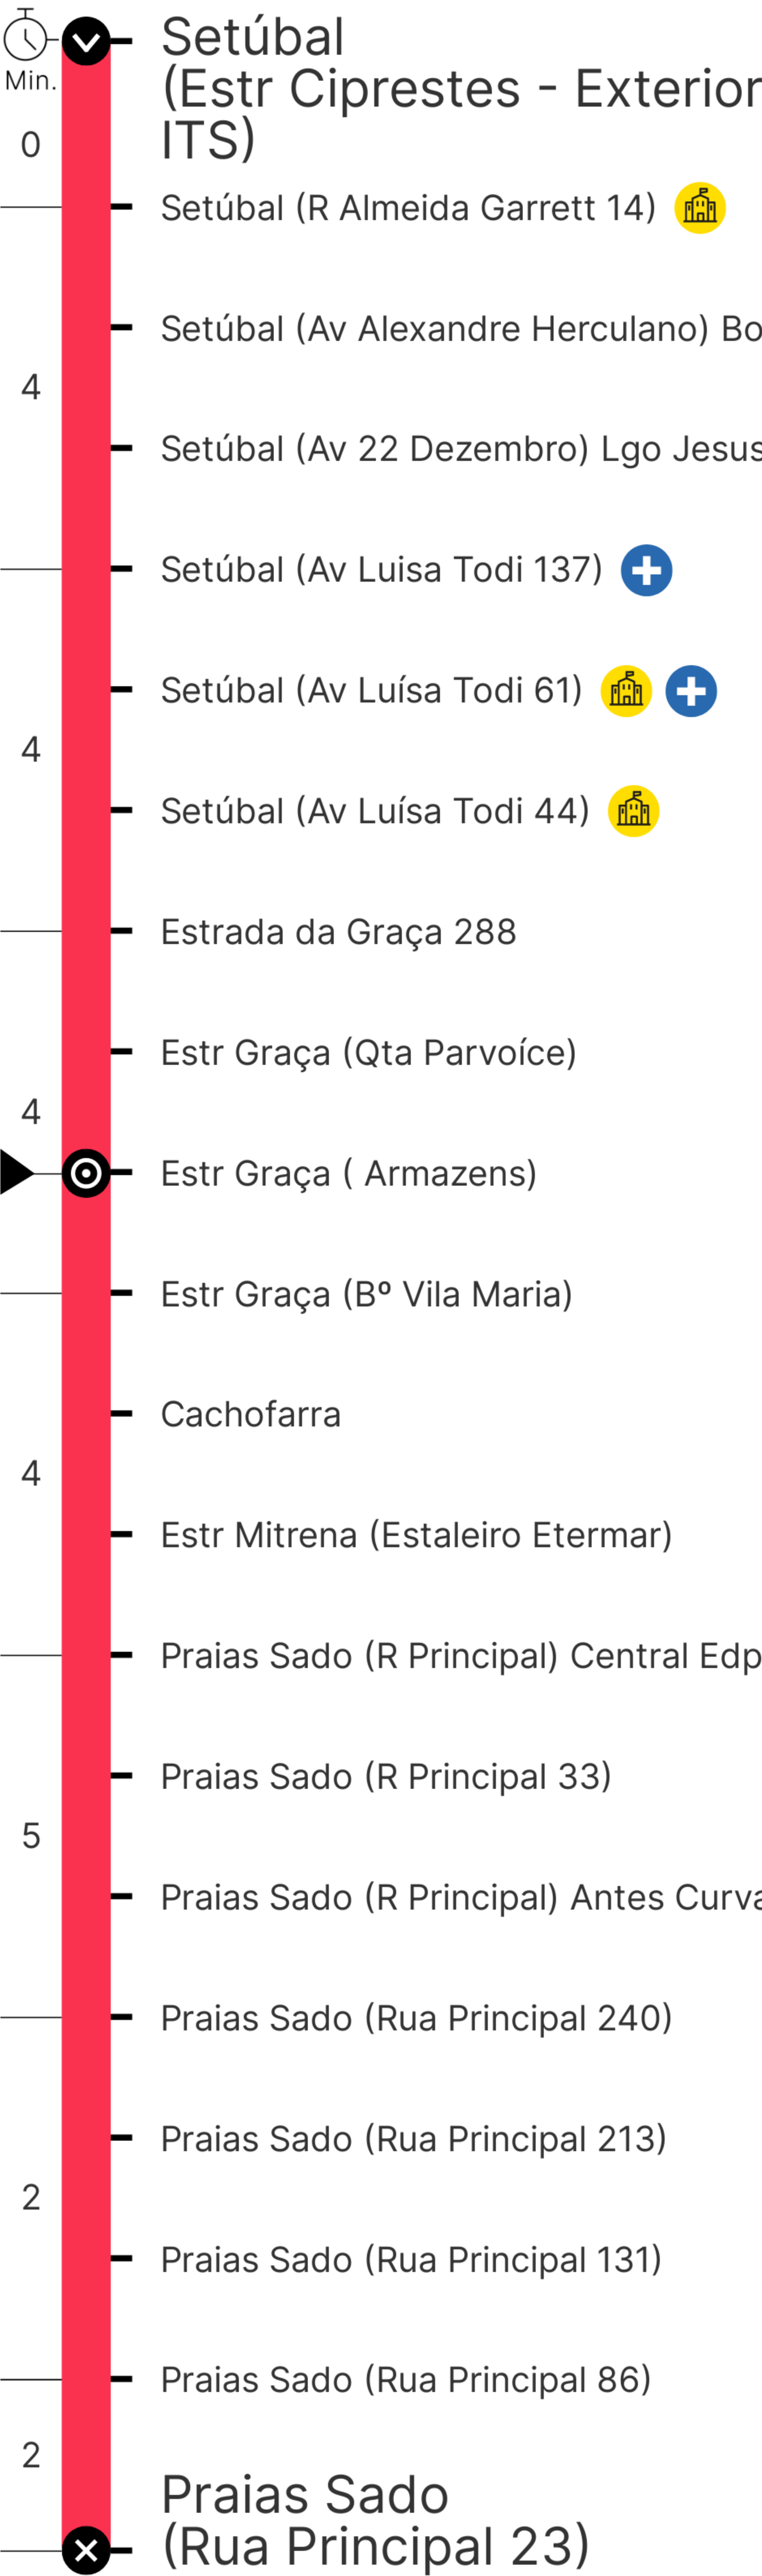 Setúbal
(Estr Ciprestes - Exterior
ITS)
Min.
0
Setúbal (R Almeida Garrett 14)
Setúbal (Av Alexandre Herculano)
4
Setúbal (Av 22 Dezembro) Lgo Jesus
Setúbal (Av Luisa Todi 137)
Setúbal (Av Luísa Todi 61)
4
Setúbal (Av Luísa Todi 44)
Estrada da Graça 288
Estr Graça (Qta Parvoíce)
4
Estr Graça ( Armazens)
Estr Graça (Bº Vila Maria)
Cachofarra
4
Estr Mitrena (Estaleiro Etermar)
Praias Sado (R Principal) Central Edp
Praias Sado (R Principal 33)
5
Praias Sado (R Principal) Antes Curva
Praias Sado (Rua Principal 240)
Praias Sado (Rua Principal 213)
2
Praias Sado (Rua Principal 131)
Praias Sado (Rua Principal 86)
2
Praias Sado
(Rua Principal 23)